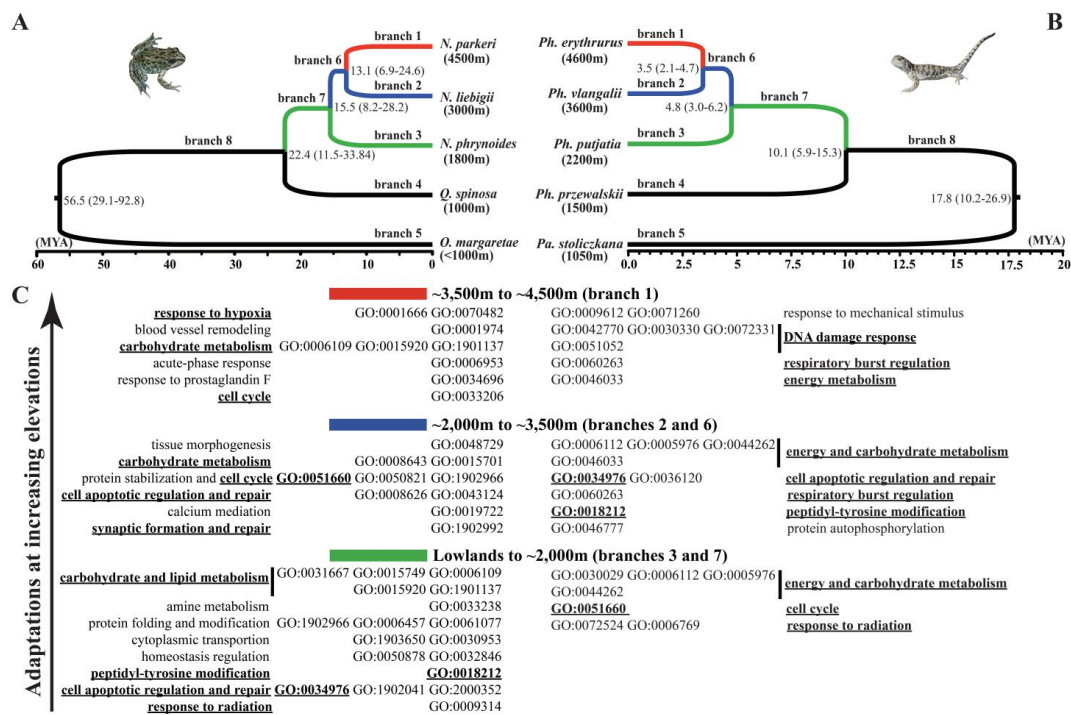 A
B
branch 1
N. parkeri
(4500m)
branch 6
13.1 (6.9-24.6)
branch 2
N. liebigii
(3000m)
branch 7
15.5 (8.2-28.2)
branch 3
N. phrynoides
(1800m)
branch 8
22.4 (11.5-33.84)
branch 4
Q. spinosa
(1000m)
56.5 (29.1-92.8)
branch 5
O. margaretae
(<1000m)
(MYA)
60 50 40 30 20 10 0
Ph. erythrurus
(4600m)
branch 1
branch 6
3.5 (2.1-4.7)
Ph. vlangalii
(3600m)
branch 2
4.8 (3.0-6.2)
branch 7
Ph. putjatia
(2200m)
branch 3
branch 8
10.1 (5.9-15.3)
Ph. przewalskii
(1500m)
branch 4
17.8 (10.2-26.9)
Pa. stoliczkana
(1050m)
branch 5
(MYA)
0.0 2.5 5.0 7.5 10.0 12.5 15.0 17.5 20.0
C
Adaptations at increasing elevations
~3,500m to ~4,500m (branch 1)
response to hypoxia GO:0001666 GO:0070482 GO:0009612 GO:0071260 response to mechanical stimulus
blood vessel remodeling GO:0001974 GO:0042770 GO:0030330 GO:0072331 DNA damage response
carbohydrate metabolism GO:0006109 GO:0015920 GO:1901137 GO:0051052
acute-phase response GO:0006953 GO:0060263 respiratory burst regulation
response to prostaglandin F GO:0034696 GO:0046033 energy metabolism
cell cycle GO:0033206
~2,000m to ~3,500m (branches 2 and 6)
tissue morphogenesis GO:0048729 GO:0006112 GO:0005976 GO:0044262 energy and carbohydrate metabolism
carbohydrate metabolism GO:0008643 GO:0015701 GO:0046033
protein stabilization and cell cycle GO:0051660 GO:0050821 GO:1902966 GO:0034976 GO:0036120 cell apoptotic regulation and repair
cell apoptotic regulation and repair GO:0008626 GO:0043124 GO:0060263 respiratory burst regulation
calcium mediation GO:0019722 GO:0018212 peptidyl-tyrosine modification
synaptic formation and repair GO:1902992 GO:0046777 protein autophosphorylation
Lowlands to ~2,000m (branches 3 and 7)
carbohydrate and lipid metabolism GO:0031667 GO:0015749 GO:0006109 GO:0030029 GO:0006112 GO:0005976 energy and carbohydrate metabolism
GO:0015920 GO:1901137 GO:0044262
amine metabolism GO:0033238 GO:0051660 cell cycle
protein folding and modification GO:1902966 GO:0006457 GO:0061077 GO:0072524 GO:0006769 response to radiation
cytoplasmic transportion GO:1903650 GO:0030953
homeostasis regulation GO:0050878 GO:0032846
peptidyl-tyrosine modification GO:0018212
cell apoptotic regulation and repair GO:0034976 GO:1902041 GO:2000352
response to radiation GO:0009314